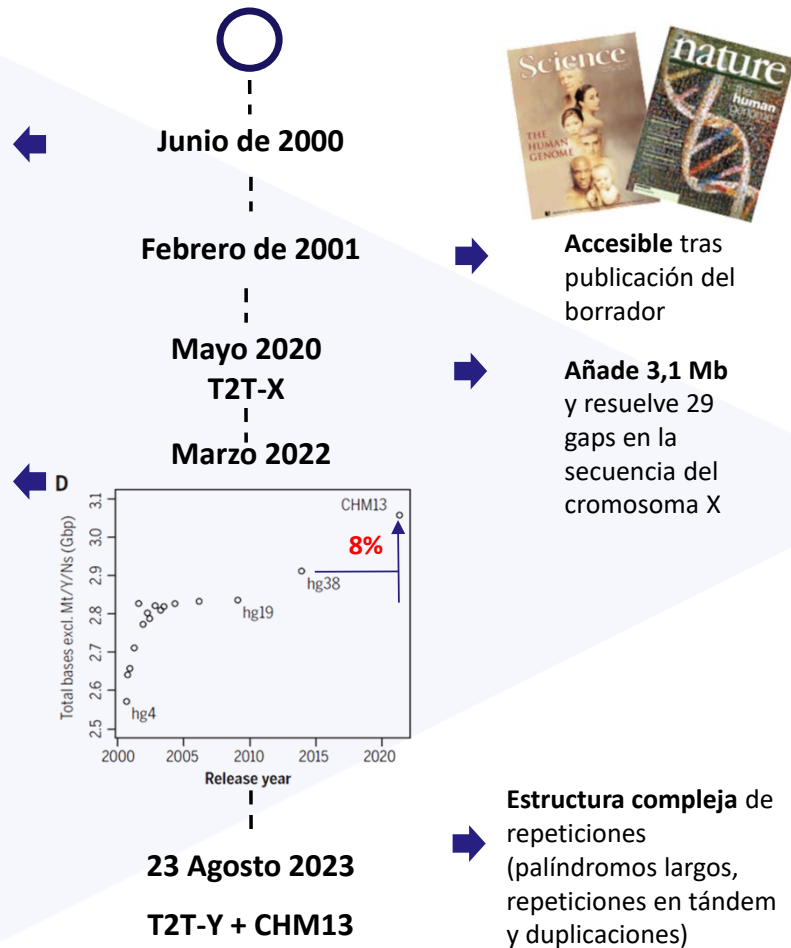 Science
THE
HUMAN
GENOME
nature
the
human
genome
Junio de 2000
Febrero de 2001
Accesible tras
publicación del
borrador
Mayo 2020
T2T-X
Añade 3,1 Mb
y resuelve 29
gaps en la
secuencia del
cromosoma X
Marzo 2022
D
Total bases excl. Mt/Y/Ns (Gbp)
3.1
3.0
2.9
2.8
2.7
2.6
2.5
CHM13
8%
hg38
hg19
hg4
2000 2005 2010 2015 2020
Release year
23 Agosto 2023
T2T-Y + CHM13
Estructura compleja de
repeticiones
(palíndromos largos,
repeticiones en tándem
y duplicaciones)